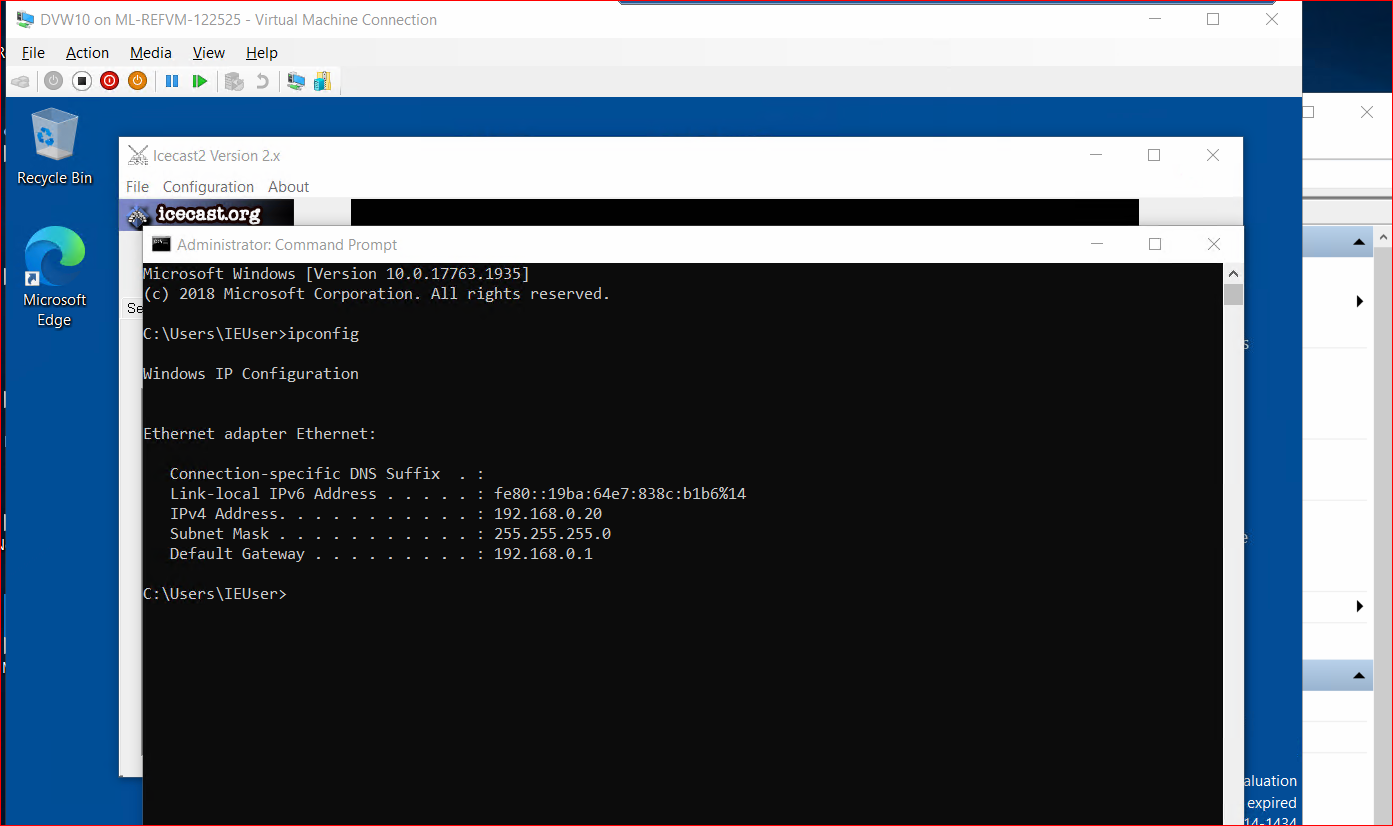 DVW10 on ML-REFVM-122525 - Virtual Machine Connection
File Action Media View Help
Recycle Bin
Microsoft
Edge
Icecast2 Version 2.x
File Configuration About
icecast.org
Se
Administrator: Command Prompt
Microsoft Windows [Version 10.0.17763.1935]
(c) 2018 Microsoft Corporation. All rights reserved.
C:\Users\IEUser>ipconfig
Windows IP Configuration
Ethernet adapter Ethernet:
Connection-specific DNS Suffix . :
Link-local IPv6 Address . . . . . : fe80::19ba:64e7:838c:b1b6%14
IPv4 Address. . . . . . . . . . . : 192.168.0.20
Subnet Mask . . . . . . . . . . . : 255.255.255.0
Default Gateway . . . . . . . . . : 192.168.0.1
C:\Users\IEUser>
s
e
aluation
expired
14-1434